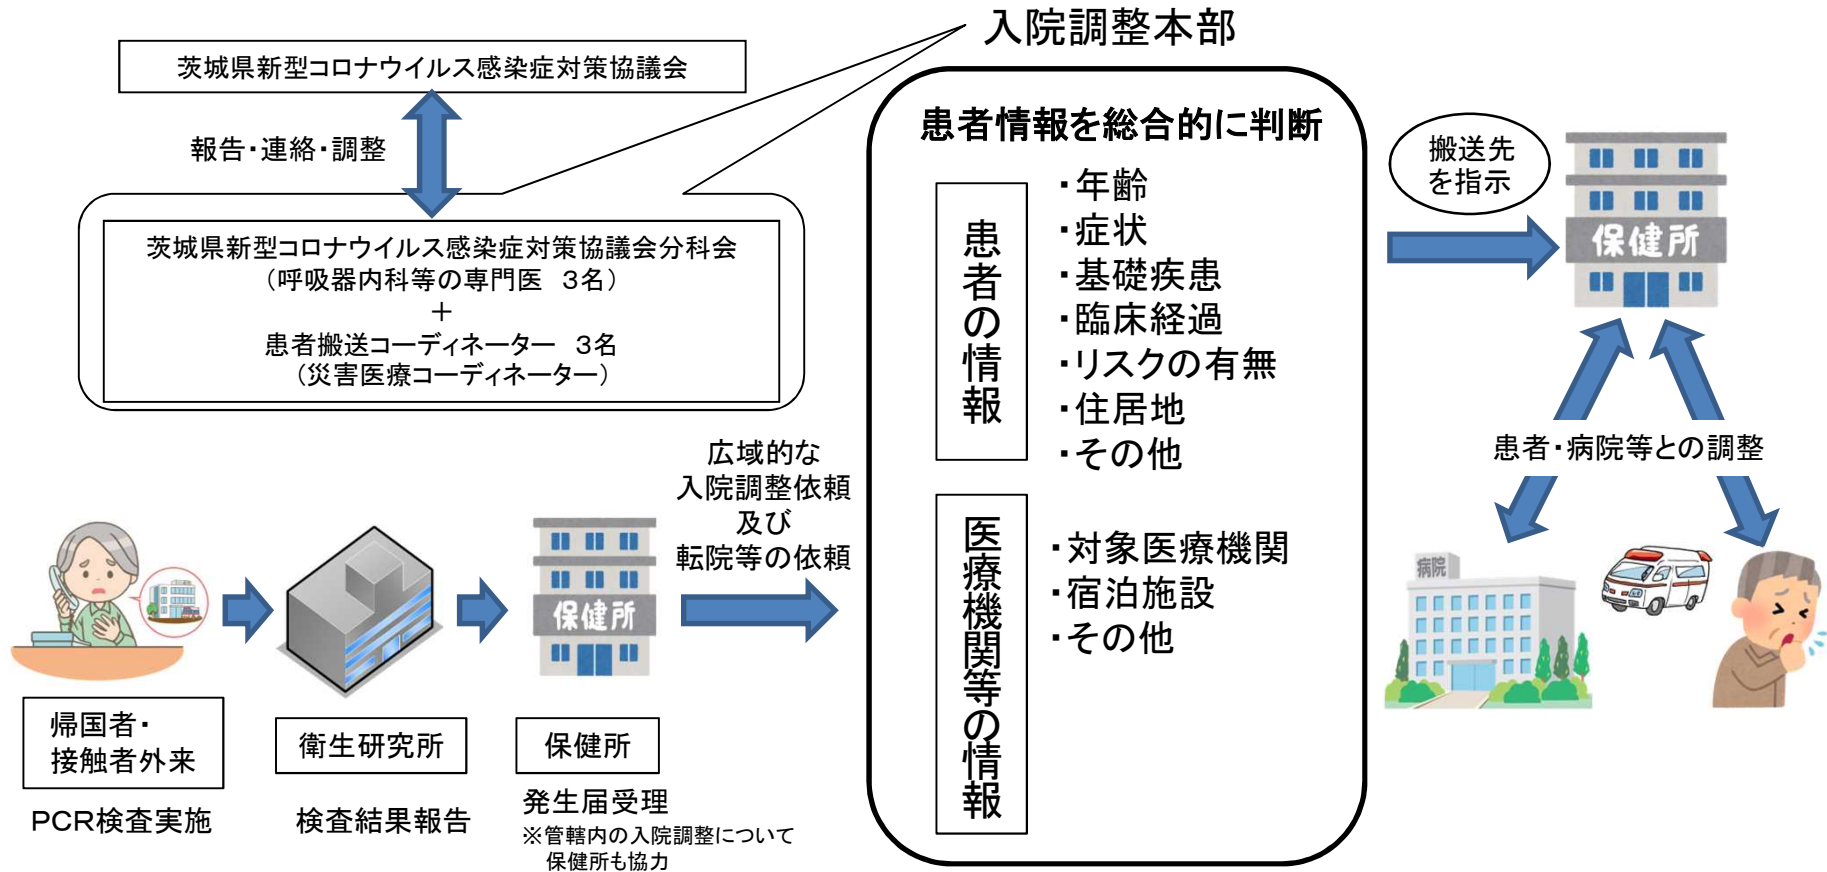 入院調整本部
茨城県新型コロナウイルス感染症対策協議会
報告・連絡・調整
茨城県新型コロナウイルス感染症対策協議会分科会
（呼吸器内科等の専門医　3名）
＋
患者搬送コーディネーター　3名
（災害医療コーディネーター）
帰国者・
接触者外来
PCR検査実施
衛生研究所
検査結果報告
保健所
保健所
発生届受理
※管轄内の入院調整について
保健所も協力
広域的な
入院調整依頼
及び
転院等の依頼
患者情報を総合的に判断
患者の情報
・年齢
・症状
・基礎疾患
・臨床経過
・リスクの有無
・住居地
・その他
医療機関等の情報
・対象医療機関
・宿泊施設
・その他
搬送先
を指示
保健所
患者・病院等との調整
病院